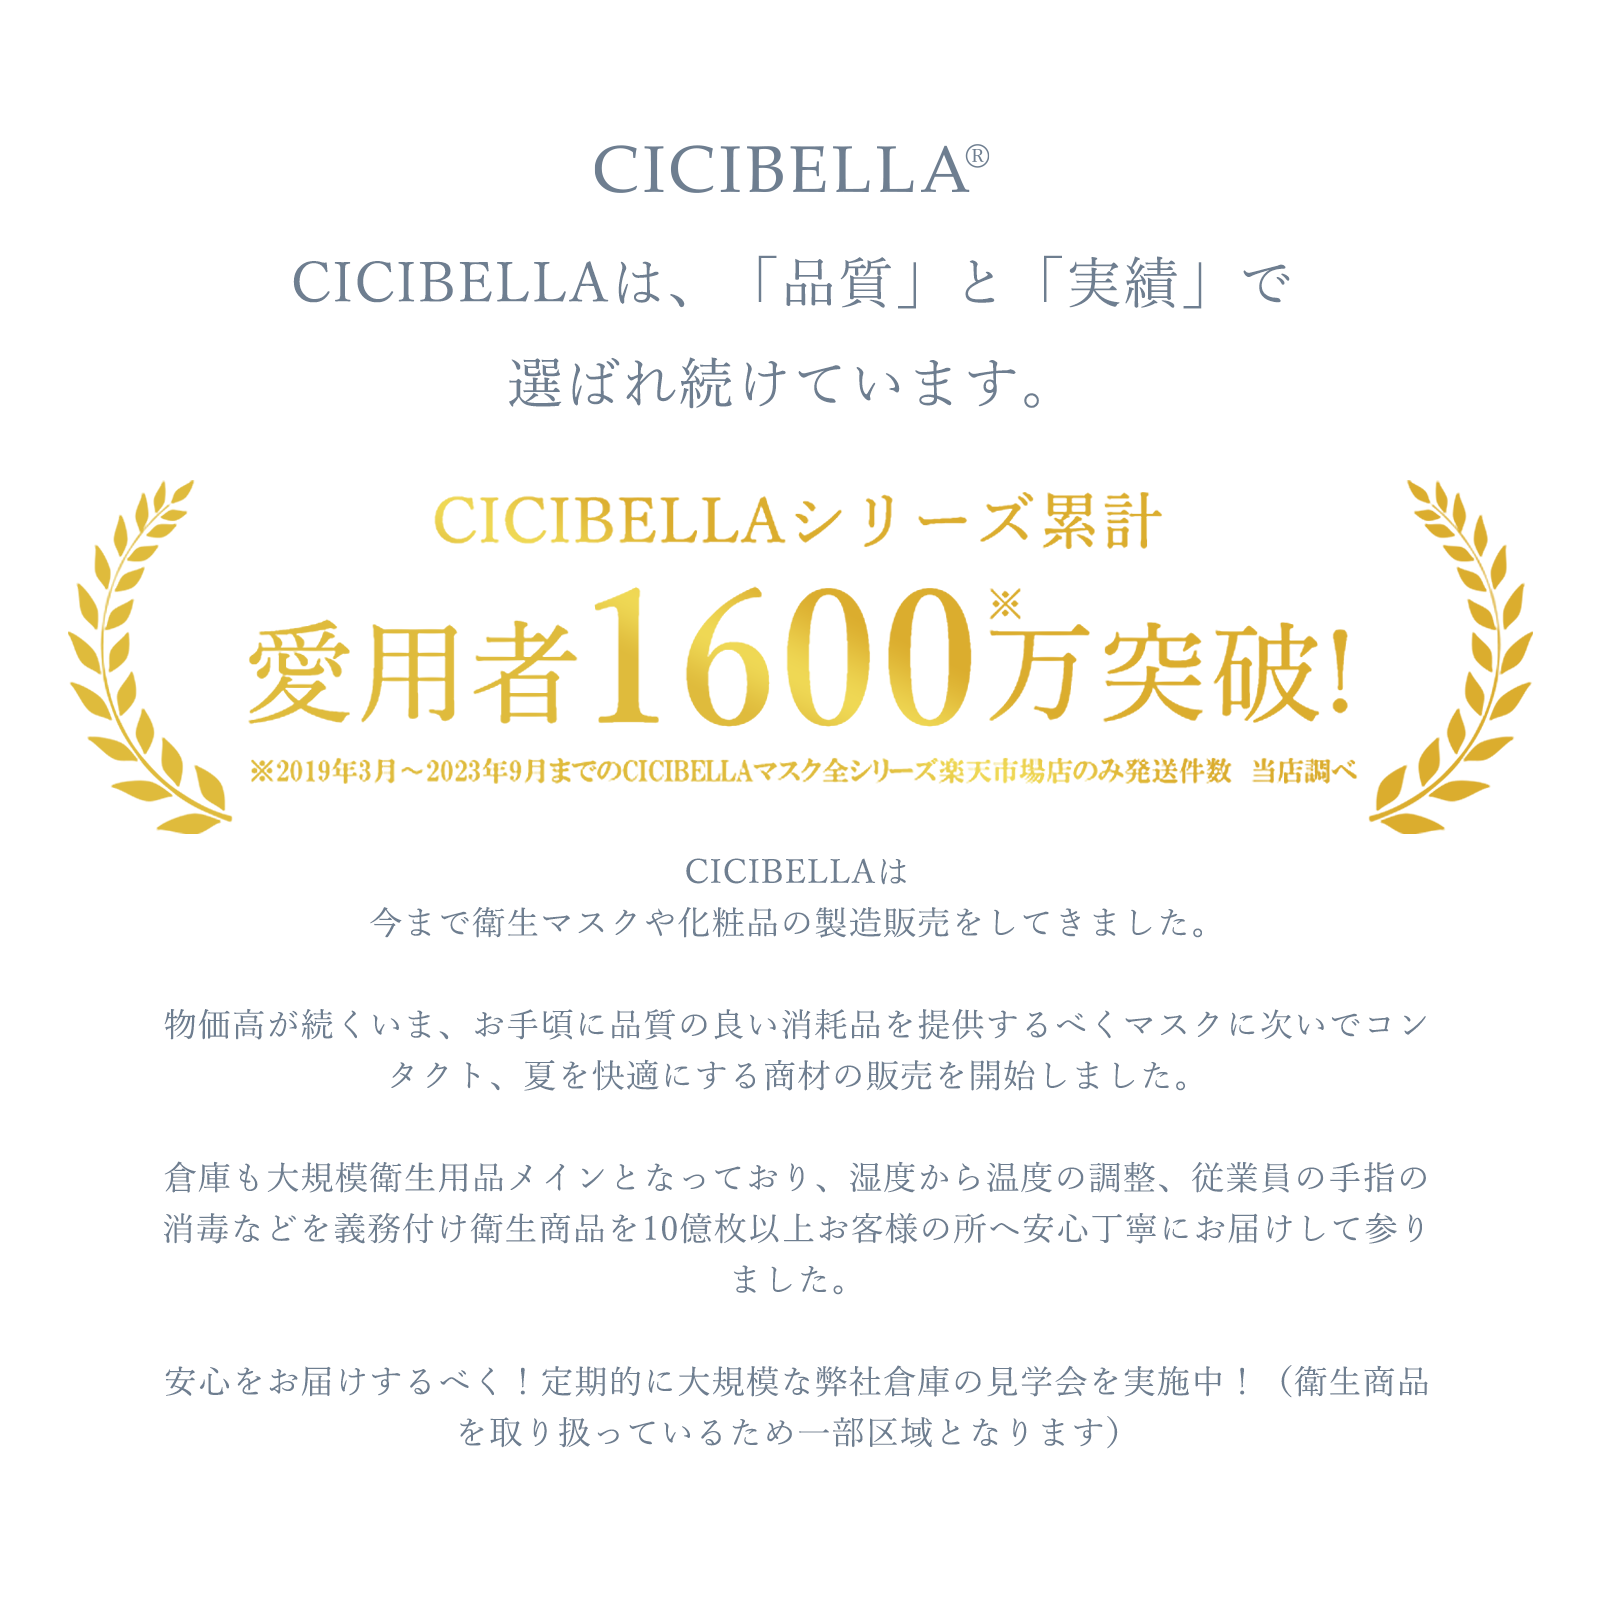 CICIBELLA®
CICIBELLAは、「品質」と「実績」で
選ばれ続けています。
CICIBELLAシリーズ累計
愛用者1600※万突破!
※2019年3月～2023年9月までのCICIBELLAマスク全シリーズ楽天市場店のみ発送件数 当店調べ
CICIBELLAは
今まで衛生マスクや化粧品の製造販売をしてきました。
物価高が続くいま、お手頃に品質の良い消耗品を提供するべくマスクに次いでコン
タクト、夏を快適にする商材の販売を開始しました。
倉庫も大規模衛生用品メインとなっており、湿度から温度の調整、従業員の手指の
消毒などを義務付け衛生商品を10億枚以上お客様の所へ安心丁寧にお届けして参り
ました。
安心をお届けするべく！定期的に大規模な弊社倉庫の見学会を実施中！（衛生商品
を取り扱っているため一部区域となります）